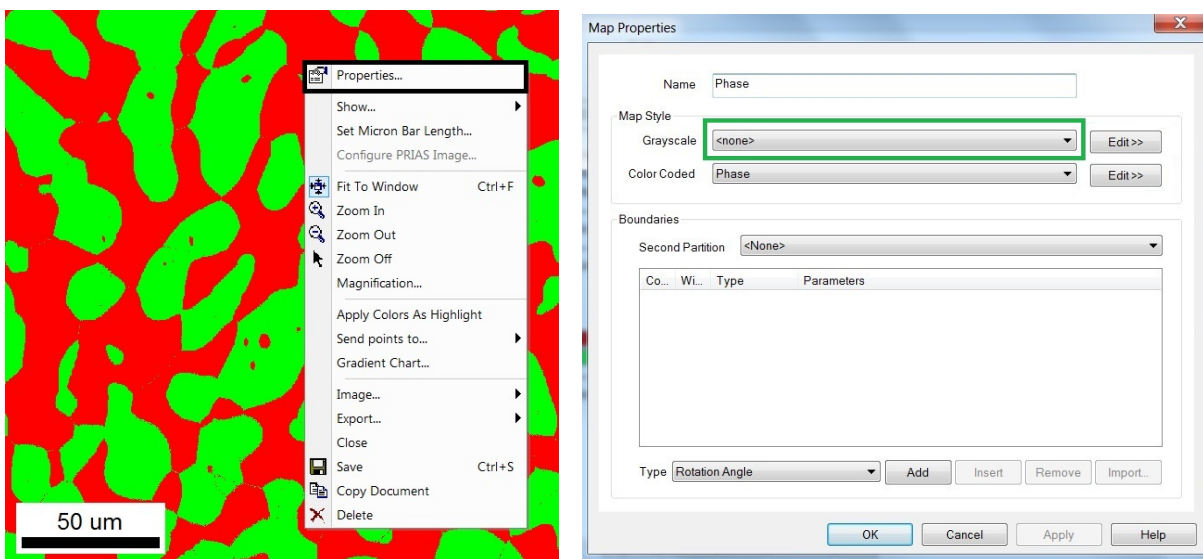 Properties...
Show...
Set Micron Bar Length...
Configure PRIAS Image...
Fit To Window Ctrl+F
Zoom In
Zoom Out
Zoom Off
Magnification...
Apply Colors As Highlight
Send points to...
Gradient Chart...
Image...
Export...
Close
Save Ctrl+S
Copy Document
Delete
50 um
Map Properties
X
Name Phase
Map Style
Grayscale <none> Edit >>
Color Coded Phase Edit >>
Boundaries
Second Partition <None>
Co... Wi... Type Parameters
Type Rotation Angle Add Insert Remove Import...
OK Cancel Apply Help